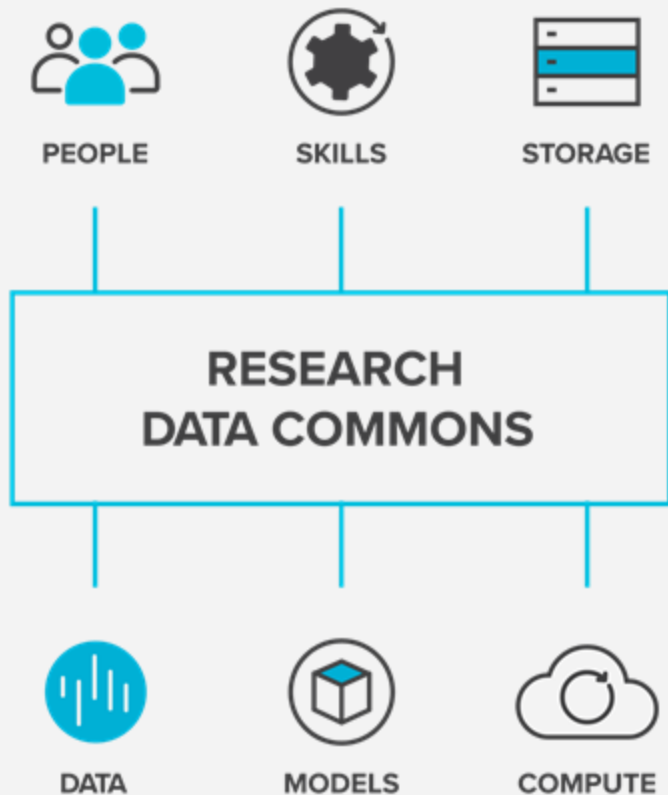 PEOPLE
SKILLS
STORAGE
RESEARCH
DATA COMMONS
DATA
MODELS
COMPUTE